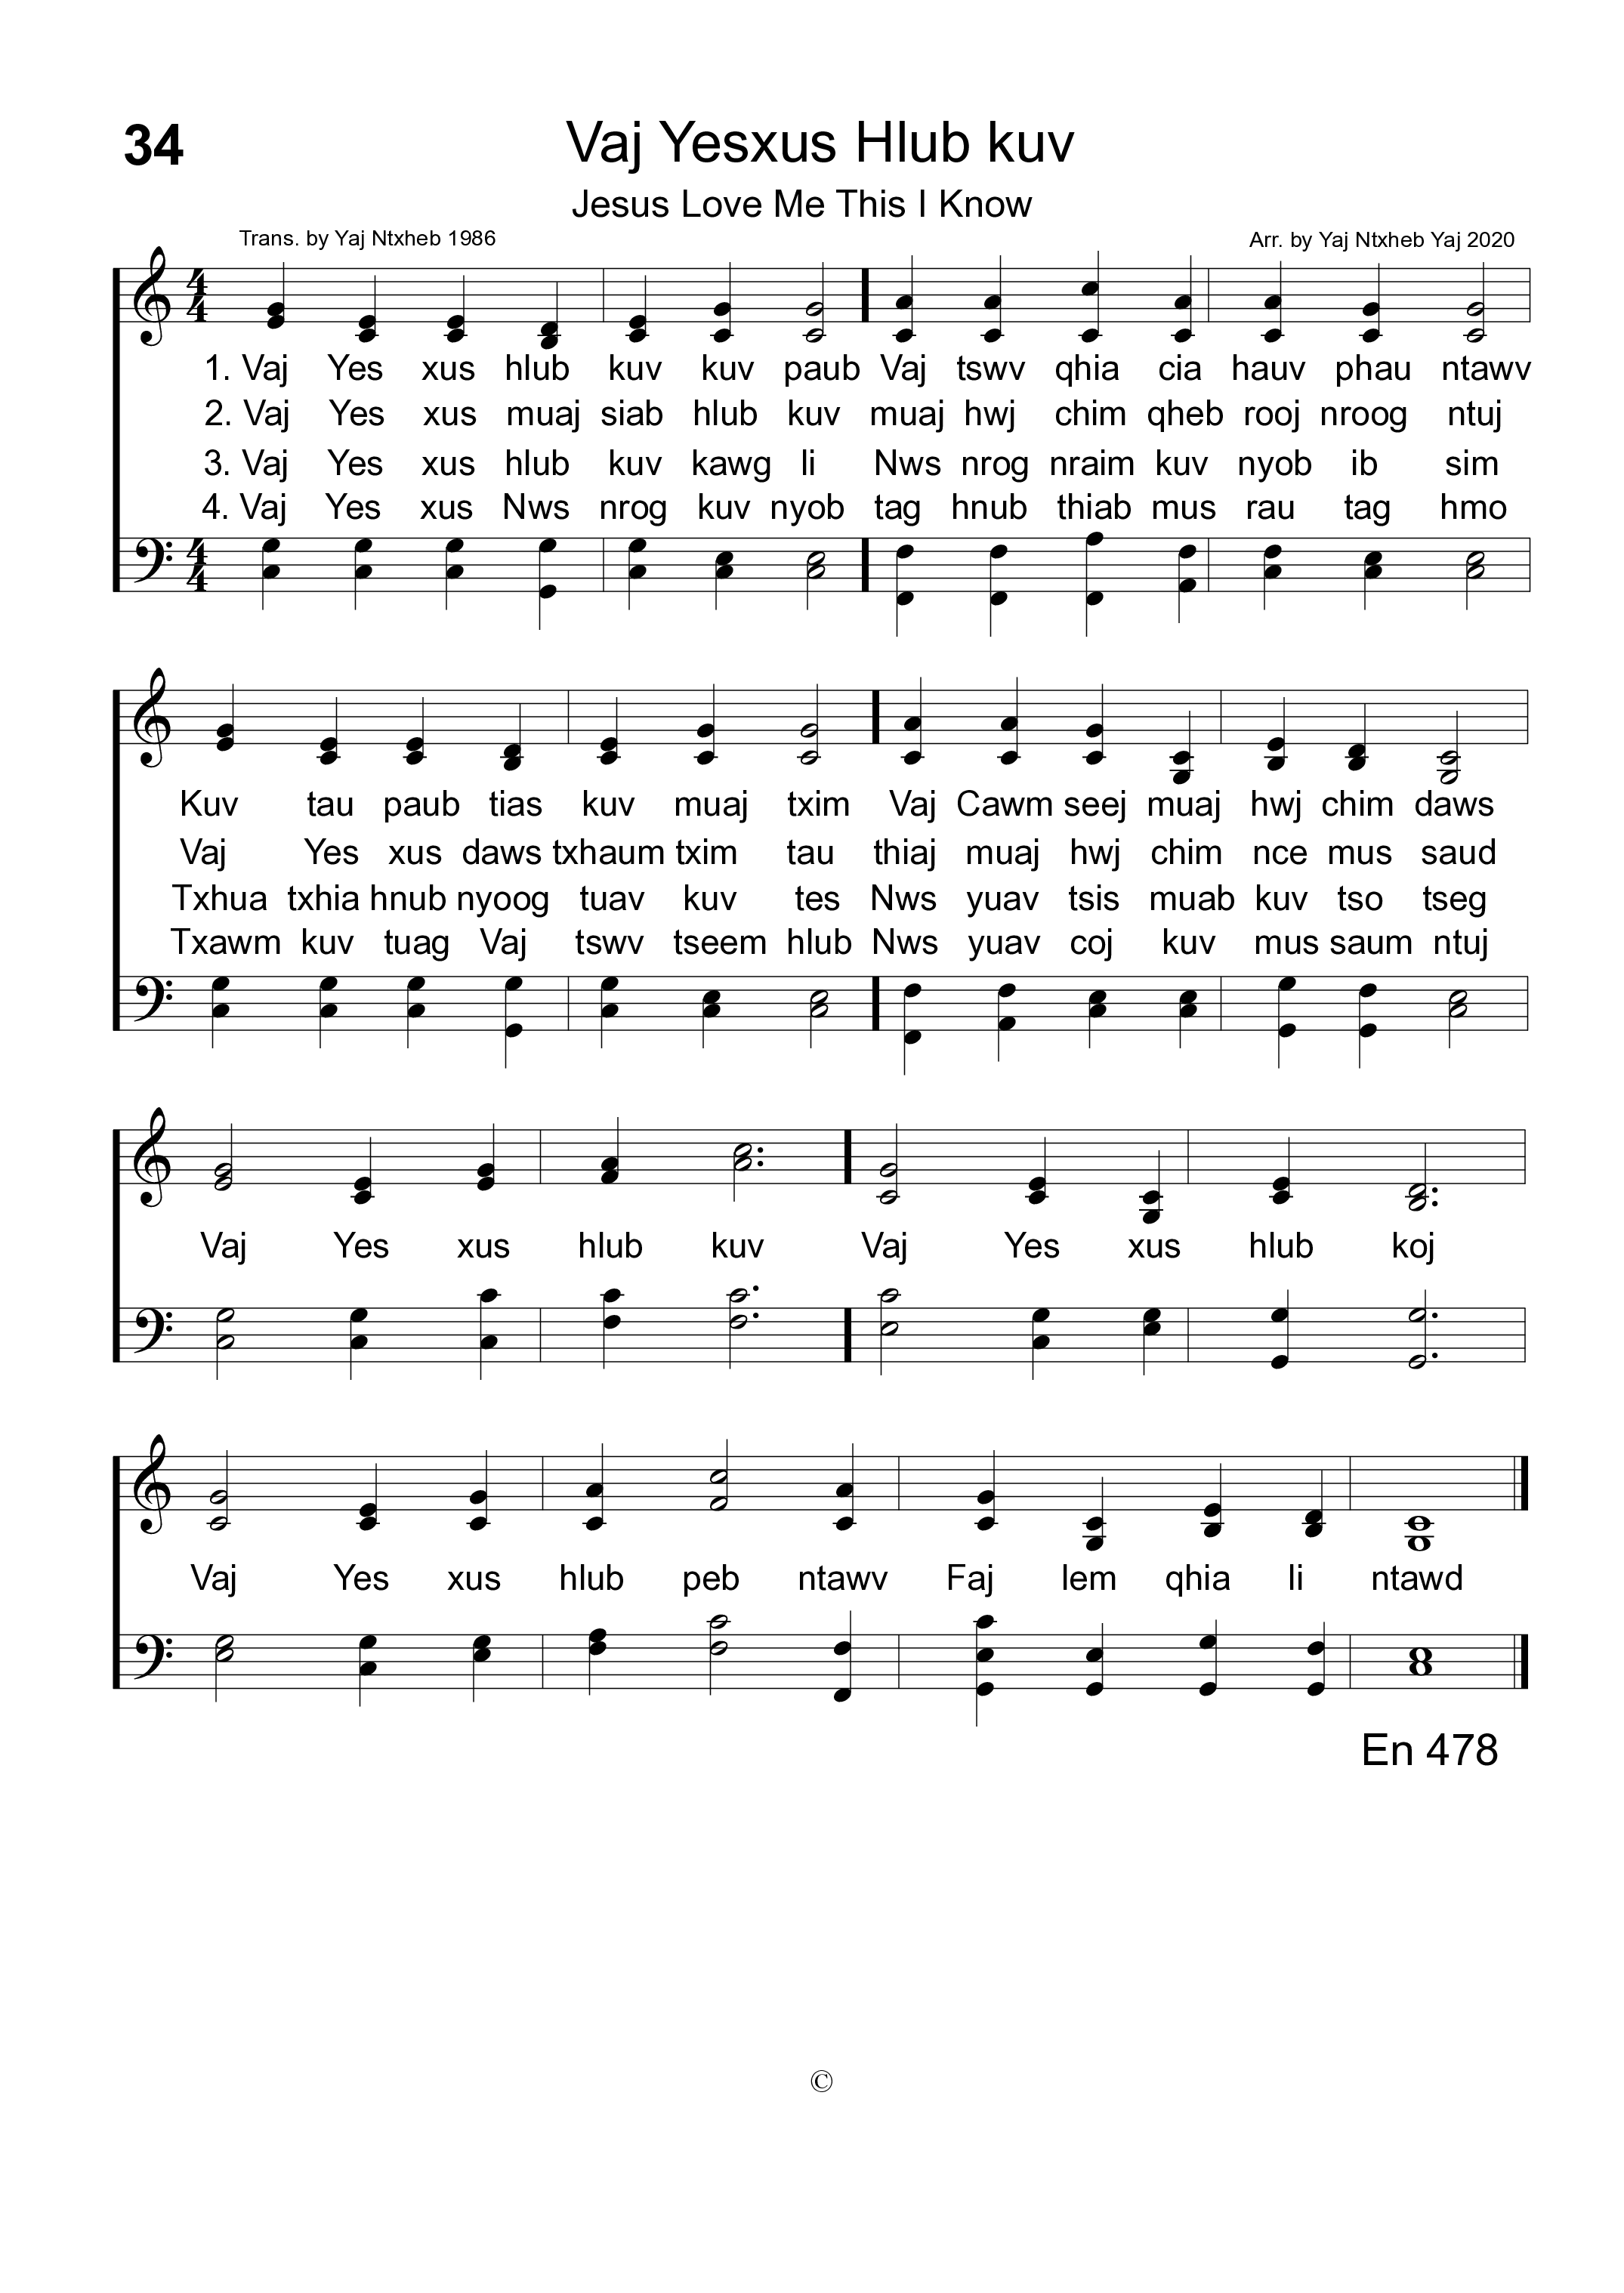 34
Vaj Yesxus Hlub kuv
Jesus Love Me This I Know
Trans. by Yaj Ntxheb 1986
Arr. by Yaj Ntxheb Yaj 2020
4
4
1. Vaj Yes xus hlub kuv kuv paub Vaj tswv qhia cia hauv phau ntawv
2. Vaj Yes xus muaj siab hlub kuv muaj hwj chim qheb rooj nroog ntuj
3. Vaj Yes xus hlub kuv kawg li Nws nrog nraim kuv nyob ib sim
4. Vaj Yes xus Nws nrog kuv nyob tag hnub thiab mus rau tag hmo
4
4
Kuv tau paub tias kuv muaj txim Vaj Cawm seej muaj hwj chim daws
Vaj Yes xus daws txhaum txim tau thiaj muaj hwj chim nce mus saud
Txhua txhia hnub nyoog tuav kuv tes Nws yuav tsis muab kuv tso tseg
Txawm kuv tuag Vaj tswv tseem hlub Nws yuav coj kuv mus saum ntuj
Vaj Yes xus hlub kuv Vaj Yes xus hlub koj
Vaj Yes xus hlub peb ntawv Faj lem qhia li ntawd
En 478
©